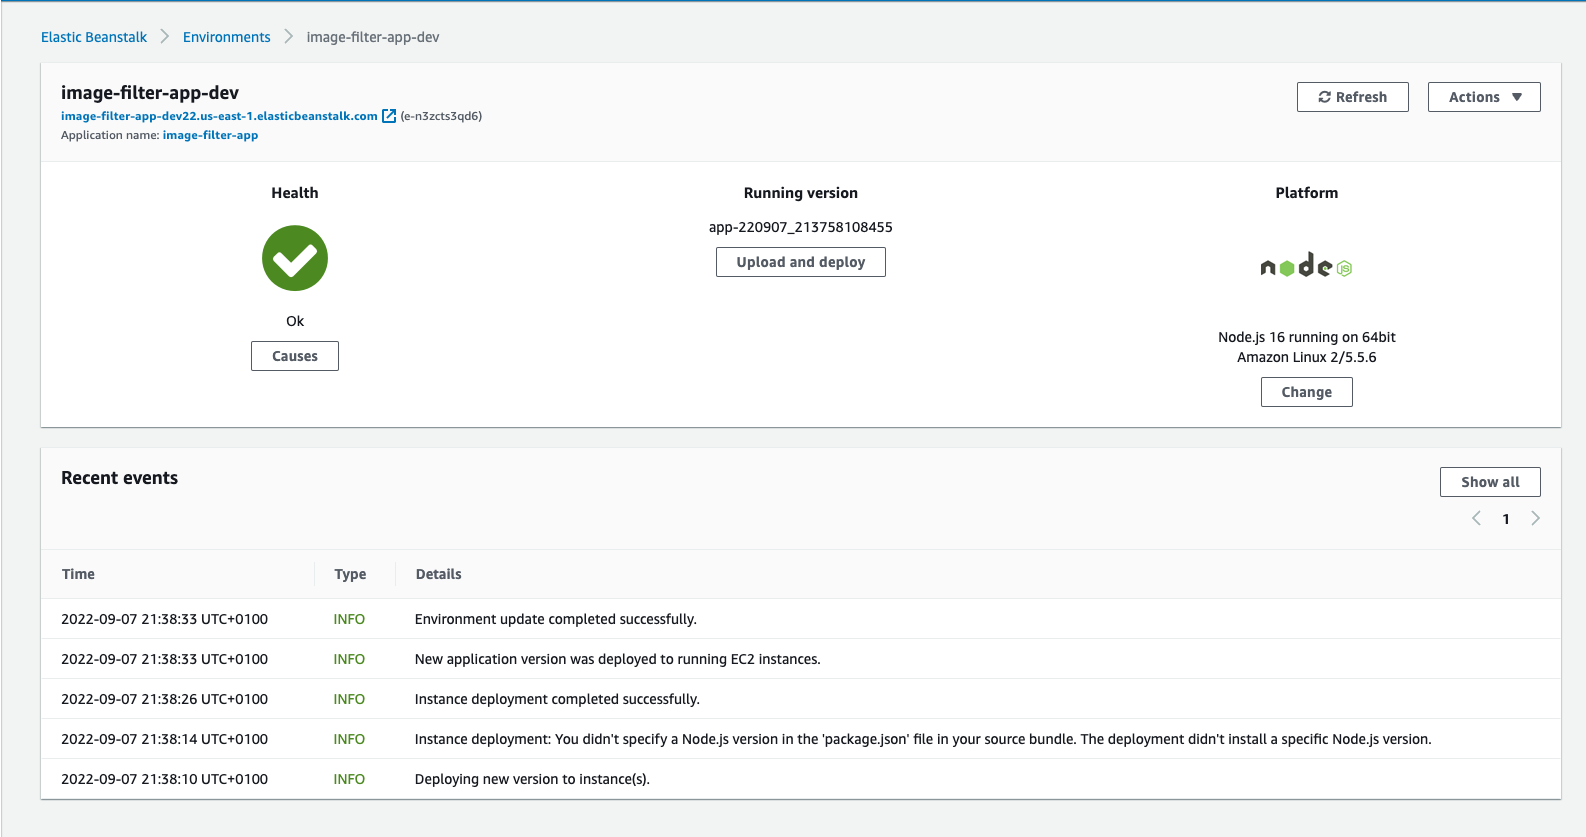 Elastic Beanstalk > Environments > image-filter-app-dev
image-filter-app-dev
image-filter-app-dev22.us-east-1.elasticbeanstalk.com (e-n3zcts3qd6)
Application name: image-filter-app
Refresh
Actions
Health
Ok
Causes
Running version
app-220907_213758108455
Upload and deploy
Platform
node JS
Node.js 16 running on 64bit
Amazon Linux 2/5.5.6
Change
Recent events
Show all
1
Time Type Details
2022-09-07 21:38:33 UTC+0100 INFO Environment update completed successfully.
2022-09-07 21:38:33 UTC+0100 INFO New application version was deployed to running EC2 instances.
2022-09-07 21:38:26 UTC+0100 INFO Instance deployment completed successfully.
2022-09-07 21:38:14 UTC+0100 INFO Instance deployment: You didn't specify a Node.js version in the 'package.json' file in your source bundle. The deployment didn't install a specific Node.js version.
2022-09-07 21:38:10 UTC+0100 INFO Deploying new version to instance(s).